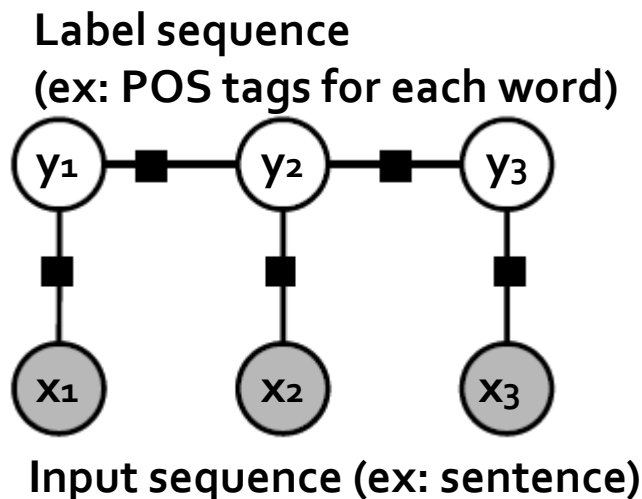 Label sequence
(ex: POS tags for each word)
y1 y2 y3
x1 x2 x3
Input sequence (ex: sentence)